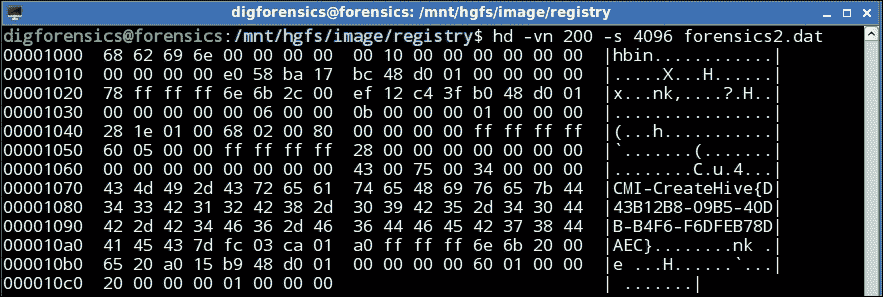 digforensics@forensics: /mnt/hgfs/image/registry
digforensics@forensics:/mnt/hgfs/image/registry$ hd -vn 200 -s 4096 forensics2.dat
00001000  68 62 69 6e 00 00 00 00  00 10 00 00 00 00 00 00  |hbin............|
00001010  00 00 00 00 e0 58 ba 17  bc 48 d0 01 00 00 00 00  |.....X...H......|
00001020  78 ff ff ff 6e 6b 2c 00  ef 12 c4 3f b0 48 d0 01  |x...nk,....?.H..|
00001030  00 00 00 00 06 00 00 00  0b 00 00 00 01 00 00 00  |................|
00001040  28 1e 01 00 68 02 00 80  00 00 00 00 ff ff ff ff  |(...h...........|
00001050  60 05 00 00 ff ff ff ff  28 00 00 00 00 00 00 00  |`.......(.......|
00001060  00 00 00 00 00 00 00 00  43 00 75 00 34 00 00 00  |........C.u.4...|
00001070  43 4d 49 2d 43 72 65 61  74 65 48 69 76 65 7b 44  |CMI-CreateHive{D|
00001080  34 33 42 31 32 42 38 2d  30 39 42 35 2d 34 30 44  |43B12B8-09B5-40D|
00001090  42 2d 42 34 46 36 2d 46  36 44 46 45 42 37 38 44  |B-B4F6-F6DFEB78D|
000010a0  41 45 43 7d fc 03 ca 01  a0 ff ff ff 6e 6b 20 00  |AEC}........nk .|
000010b0  65 20 a0 15 b9 48 d0 01  00 00 00 00 60 01 00 00  |e ...H......`...|
000010c0  20 00 00 00 01 00 00 00                           | .......|